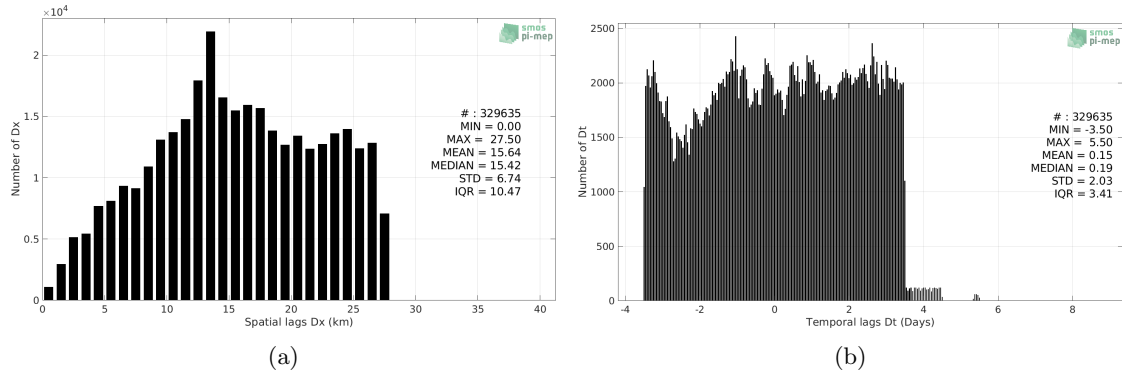 ×10⁴
2
1.5
1
0.5
0
0 5 10 15 20 25 30 35 40
Number of Dx
Spatial lags Dx (km)
smos
pi-mep
# : 329635
MIN = 0.00
MAX = 27.50
MEAN = 15.64
MEDIAN = 15.42
STD = 6.74
IQR = 10.47
(a)
2500
2000
1500
1000
500
0
-4 -2 0 2 4 6 8
Number of Dt
Temporal lags Dt (Days)
smos
pi-mep
# : 329635
MIN = -3.50
MAX = 5.50
MEAN = 0.15
MEDIAN = 0.19
STD = 2.03
IQR = 3.41
(b)